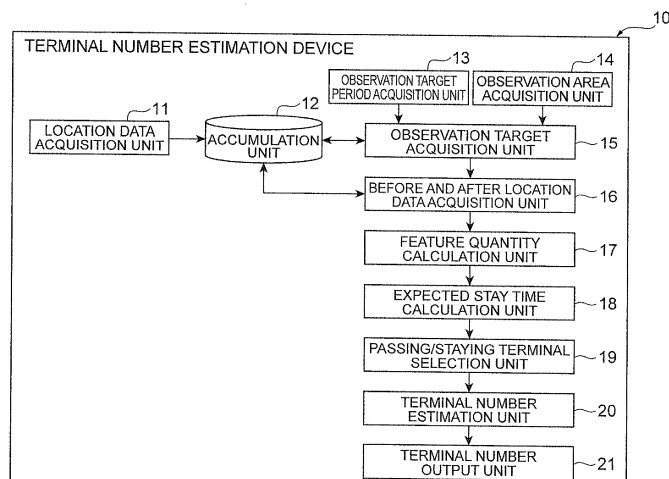 10
TERMINAL NUMBER ESTIMATION DEVICE
13
14
OBSERVATION TARGET
PERIOD ACQUISITION UNIT
OBSERVATION AREA
ACQUISITION UNIT
11
12
LOCATION DATA
ACQUISITION UNIT
ACCUMULATION
UNIT
OBSERVATION TARGET
ACQUISITION UNIT
15
BEFORE AND AFTER LOCATION
DATA ACQUISITION UNIT
16
FEATURE QUANTITY
CALCULATION UNIT
17
EXPECTED STAY TIME
CALCULATION UNIT
18
PASSING/STAYING TERMINAL
SELECTION UNIT
19
TERMINAL NUMBER
ESTIMATION UNIT
20
TERMINAL NUMBER
OUTPUT UNIT
21